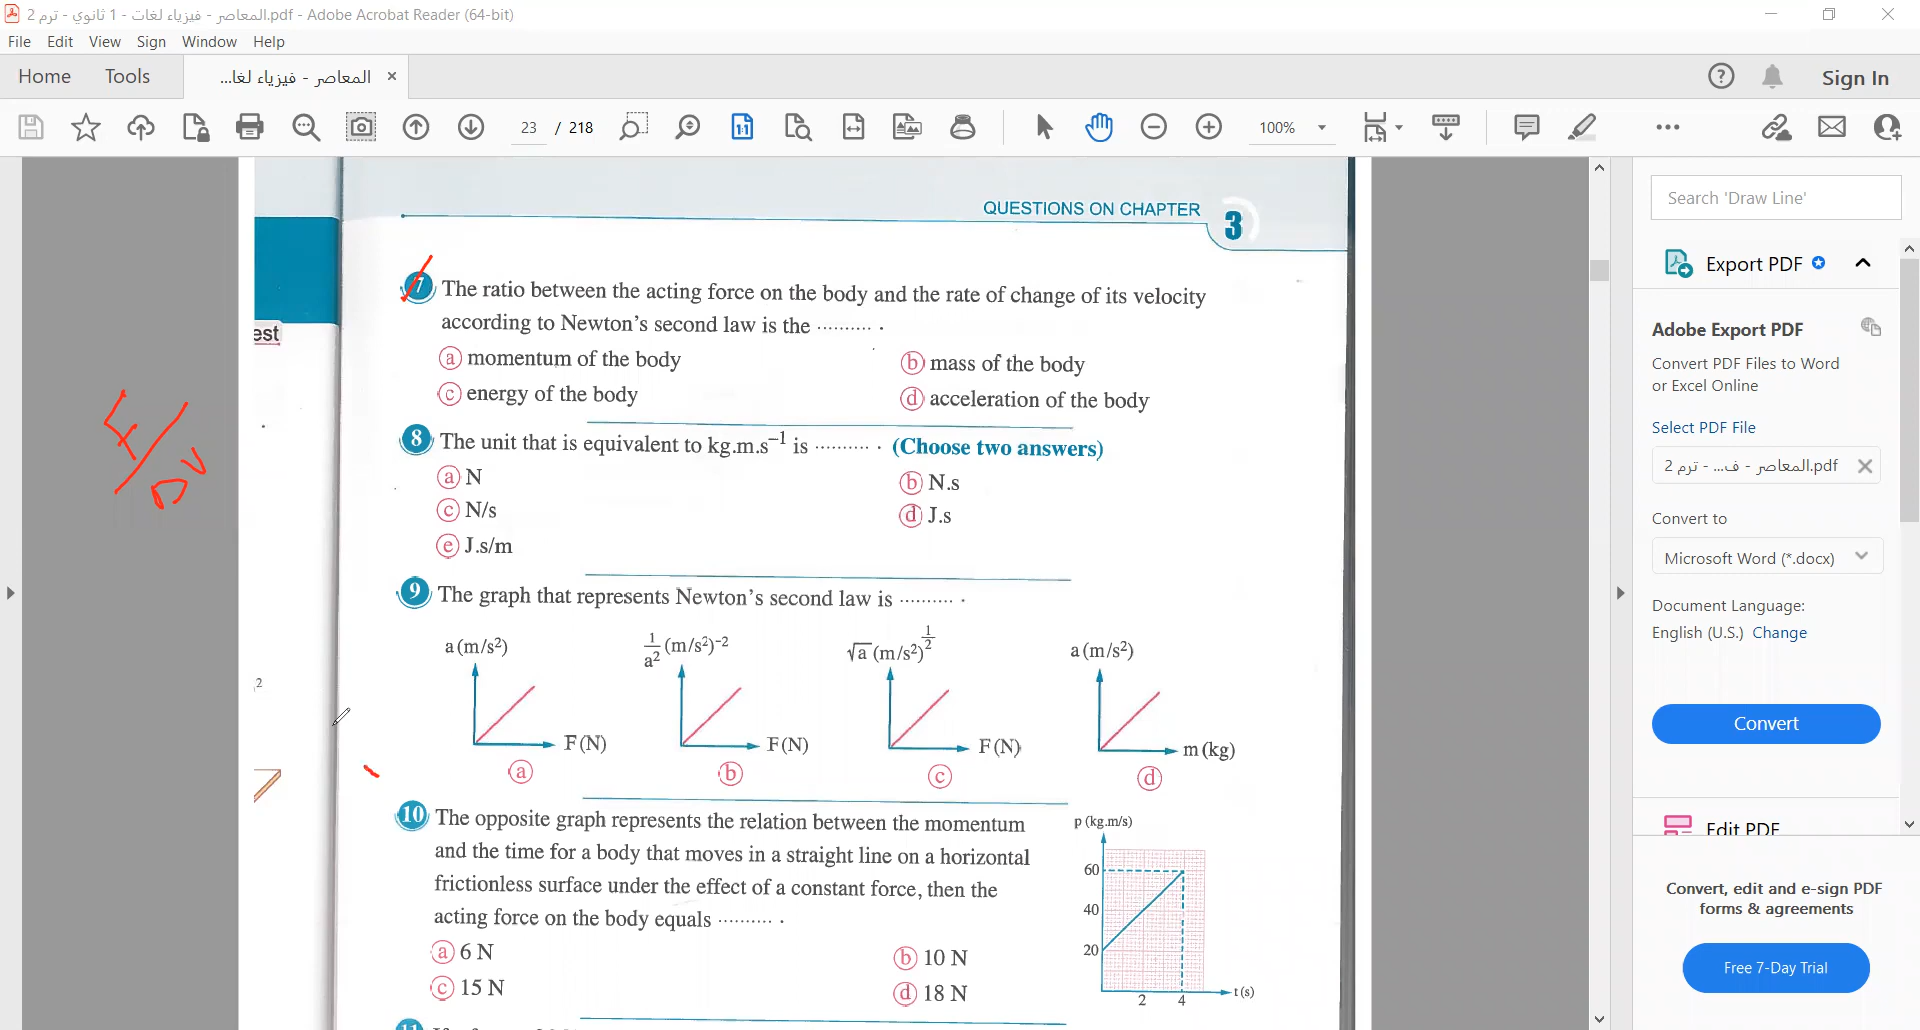 المعاصر - فيزياء لغات - 1 ثانوي - ترم 2.pdf - Adobe Acrobat Reader (64-bit)
File Edit View Sign Window Help
Home Tools المعاصر - فيزياء لغا... × Sign In
23 / 218 100%
QUESTIONS ON CHAPTER 3
7 The ratio between the acting force on the body and the rate of change of its velocity
according to Newton's second law is the .......... .
a momentum of the body b mass of the body
c energy of the body d acceleration of the body
8 The unit that is equivalent to kg.m.s⁻¹ is .......... . (Choose two answers)
a N b N.s
c N/s d J.s
e J.s/m
9 The graph that represents Newton's second law is .......... .
a (m/s²) 1/a² (m/s²)⁻² √a (m/s²)^1/2 a (m/s²)
F (N) F (N) F (N) m (kg)
a b c d
10 The opposite graph represents the relation between the momentum
and the time for a body that moves in a straight line on a horizontal
frictionless surface under the effect of a constant force, then the
acting force on the body equals .......... .
a 6 N b 10 N
c 15 N d 18 N
p (kg.m/s)
60
40
20
2 4 t (s)
11
est
2
Search 'Draw Line'
Export PDF
Adobe Export PDF
Convert PDF Files to Word
or Excel Online
Select PDF File
المعاصر - ف... - ترم 2.pdf
Convert to
Microsoft Word (*.docx)
Document Language:
English (U.S.) Change
Convert
Edit PDF
Convert, edit and e-sign PDF
forms & agreements
Free 7-Day Trial